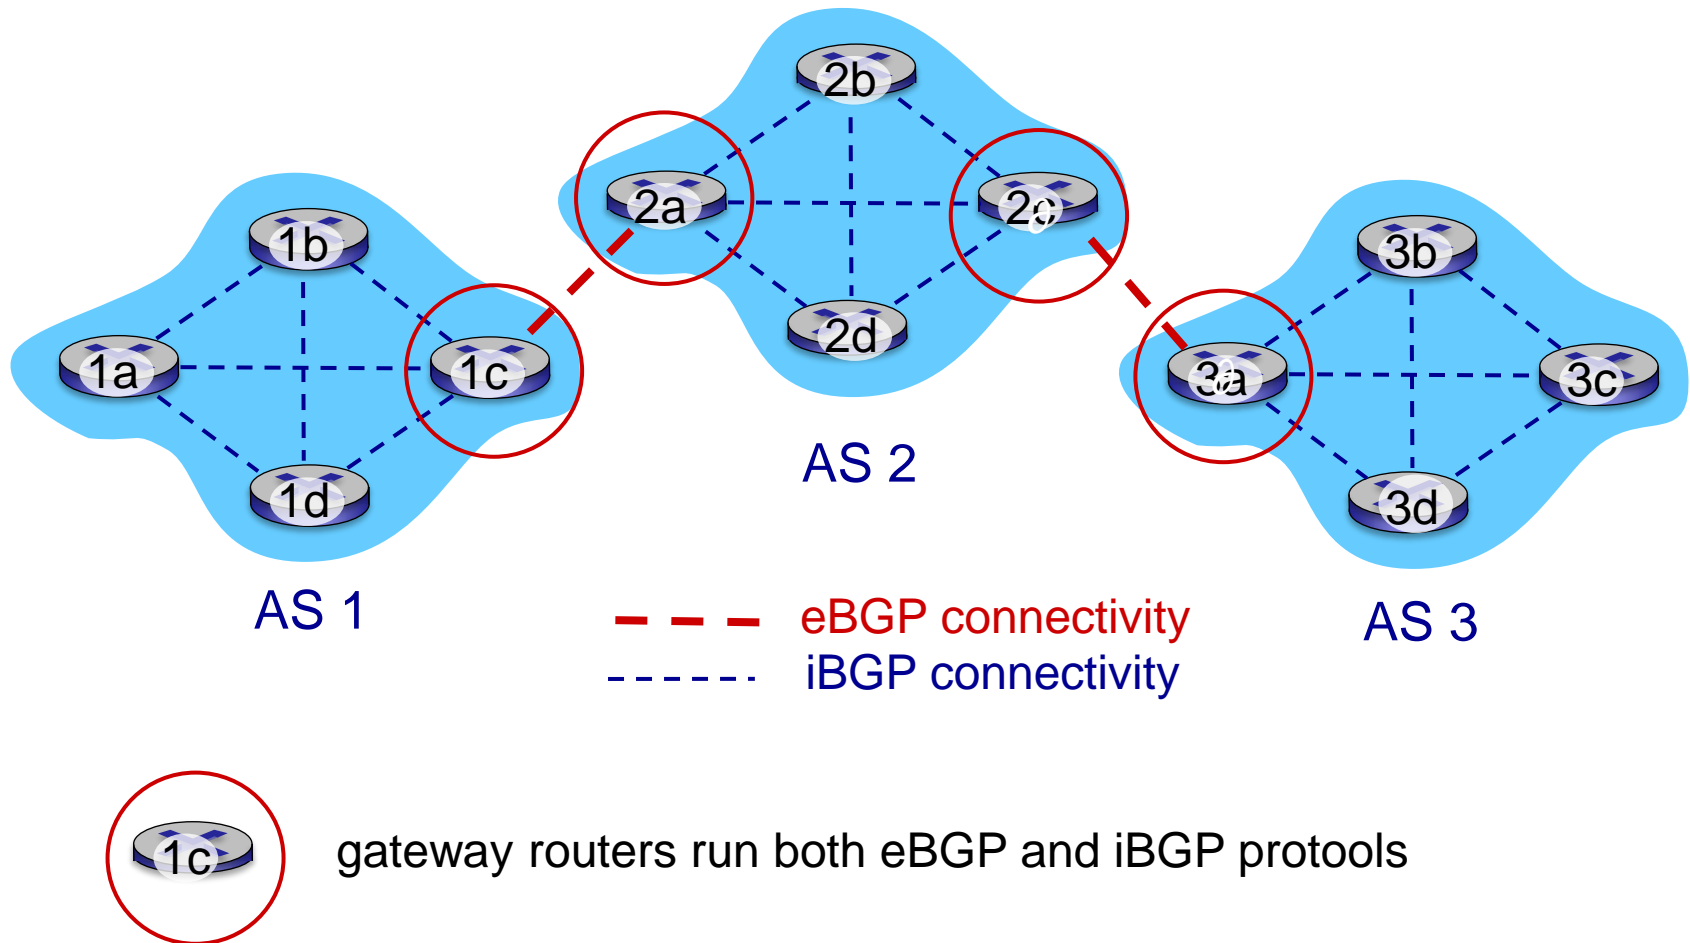 2b
2a
2c
2d
AS 2
1b
1a
1c
1d
AS 1
3b
3a
3c
3d
AS 3
eBGP connectivity
iBGP connectivity
1c
gateway routers run both eBGP and iBGP protools